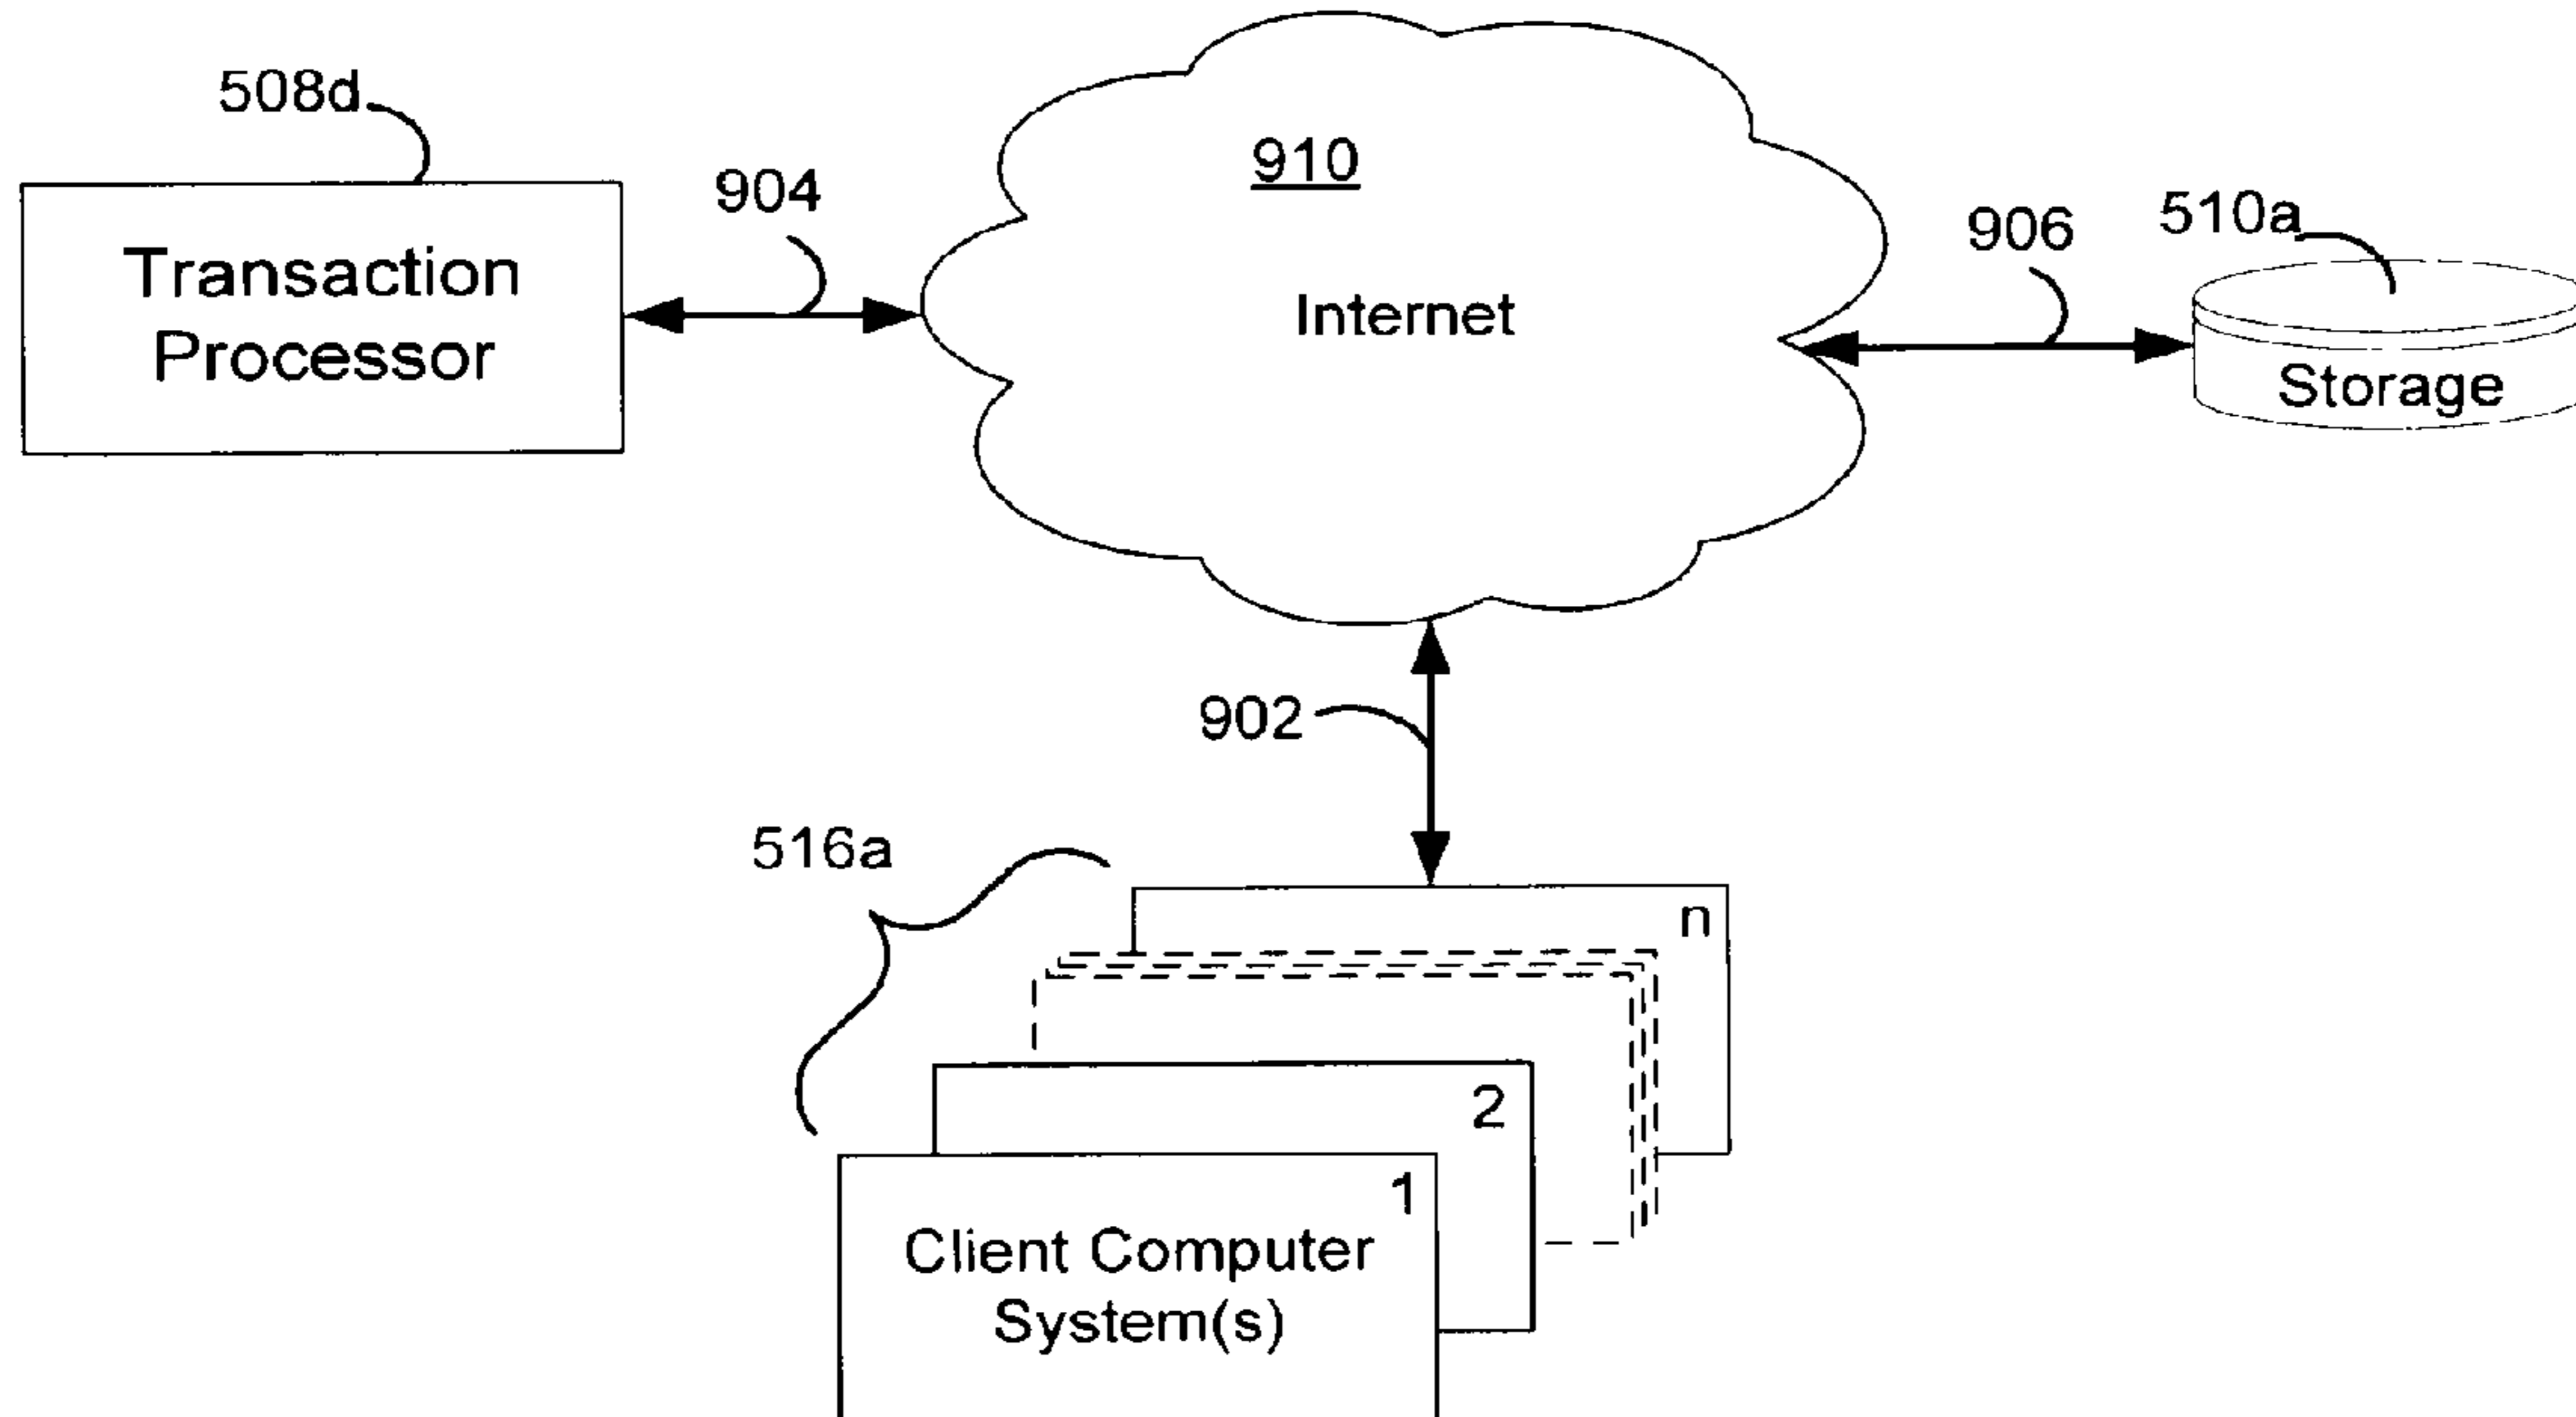 508d
904
910
906
510a
Transaction
Processor
Internet
Storage
902
516a
n
2
1
Client Computer
System(s)